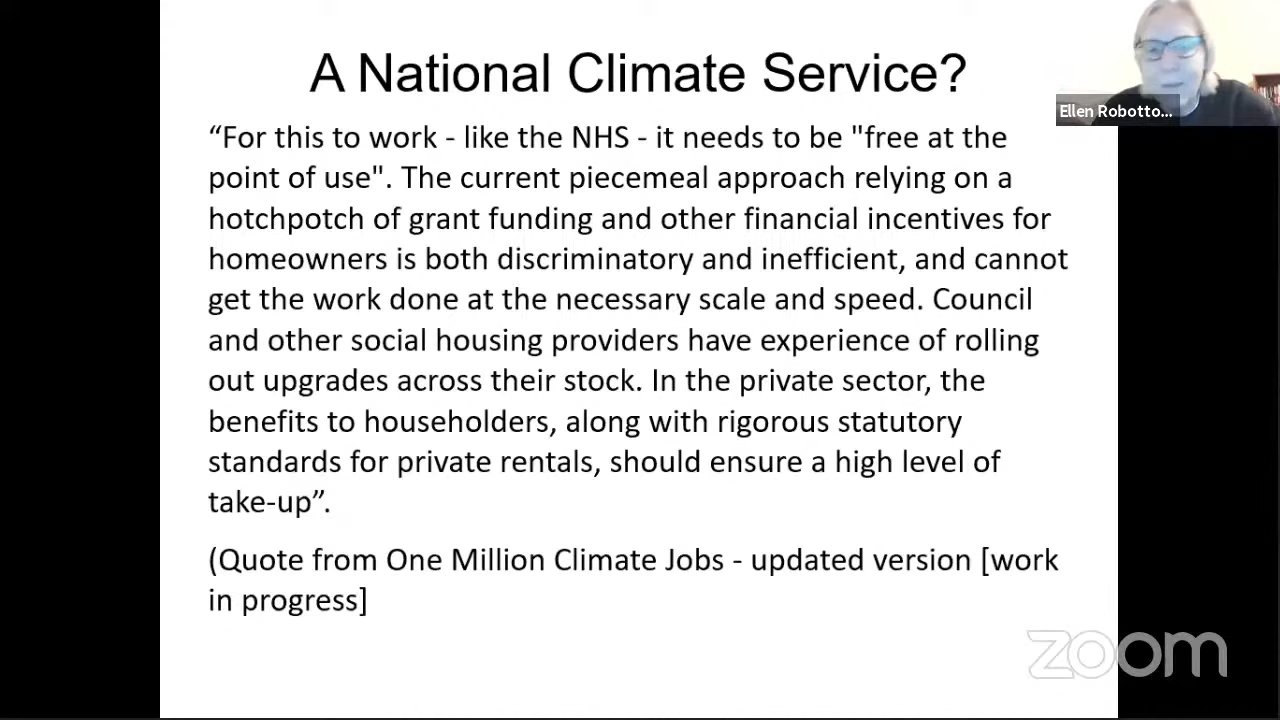 A National Climate Service?
Ellen Robotto...
“For this to work - like the NHS - it needs to be "free at the
point of use". The current piecemeal approach relying on a
hotchpotch of grant funding and other financial incentives for
homeowners is both discriminatory and inefficient, and cannot
get the work done at the necessary scale and speed. Council
and other social housing providers have experience of rolling
out upgrades across their stock. In the private sector, the
benefits to householders, along with rigorous statutory
standards for private rentals, should ensure a high level of
take-up”.
(Quote from One Million Climate Jobs - updated version [work
in progress]
zoom